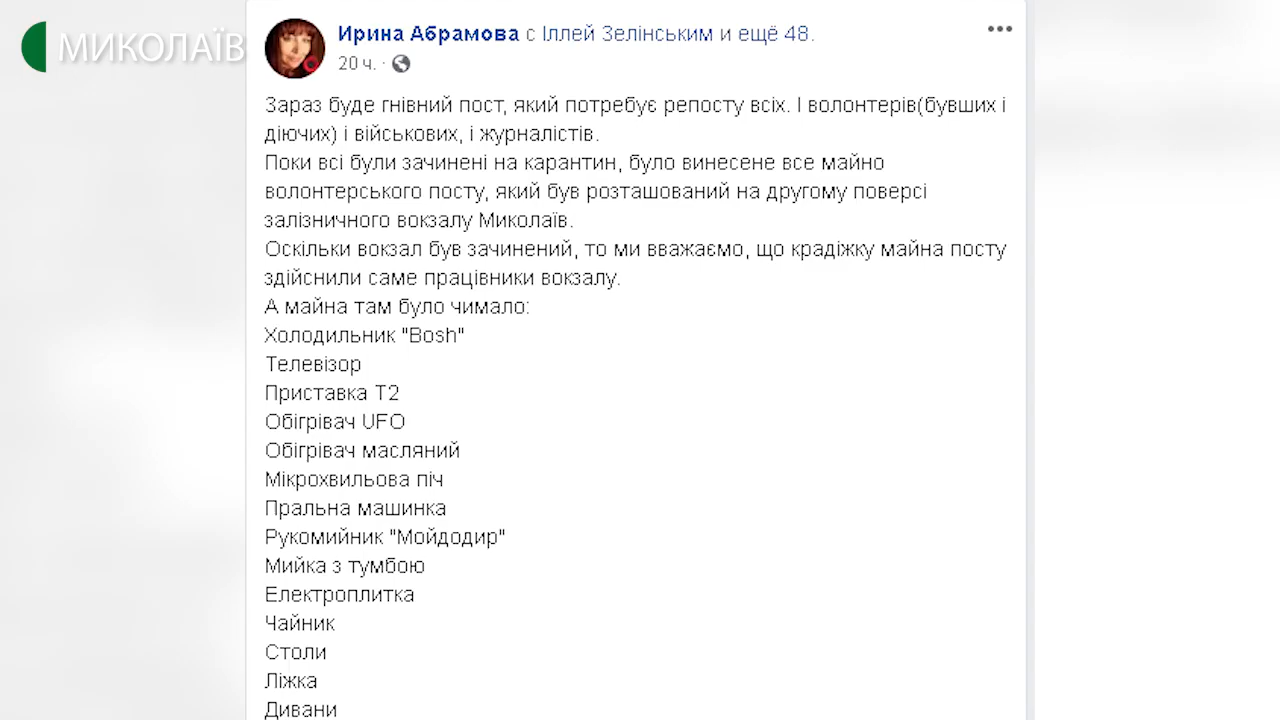 МИКОЛАЇВ
Ирина Абрамова с Іллей Зелінським и ещё 48.
20 ч. ·
Зараз буде гнівний пост, який потребує репосту всіх. І волонтерів(бувших і
діючих) і військових, і журналістів.
Поки всі були зачинені на карантин, було винесене все майно
волонтерського посту, який був розташований на другому поверсі
залізничного вокзалу Миколаїв.
Оскільки вокзал був зачинений, то ми вважаємо, що крадіжку майна посту
здійснили саме працівники вокзалу.
А майна там було чимало:
Холодильник "Bosh"
Телевізор
Приставка Т2
Обігрівач UFO
Обігрівач масляний
Мікрохвильова піч
Пральна машинка
Рукомийник "Мойдодир"
Мийка з тумбою
Електроплитка
Чайник
Столи
Ліжка
Дивани